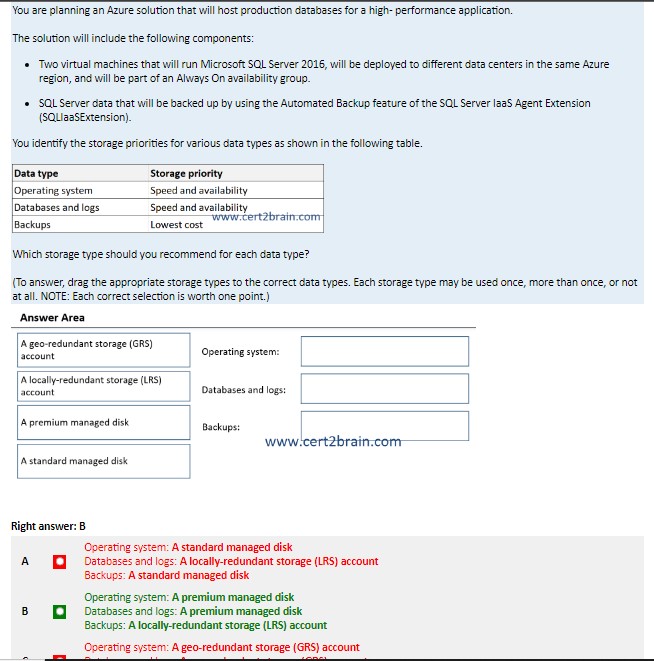 You are planning an Azure solution that will host production databases for a high- performance application.
The solution will include the following components:
• Two virtual machines that will run Microsoft SQL Server 2016, will be deployed to different data centers in the same Azure
region, and will be part of an Always On availability group.
• SQL Server data that will be backed up by using the Automated Backup feature of the SQL Server IaaS Agent Extension
(SQLIaaSExtension).
You identify the storage priorities for various data types as shown in the following table.
Data type Storage priority
Operating system Speed and availability
Databases and logs Speed and availability
www.cert2brain.com
Backups Lowest cost
Which storage type should you recommend for each data type?
(To answer, drag the appropriate storage types to the correct data types. Each storage type may be used once, more than once, or not
at all. NOTE: Each correct selection is worth one point.)
Answer Area
A geo-redundant storage (GRS)
account
Operating system:
A locally-redundant storage (LRS)
account
Databases and logs:
A premium managed disk
Backups:
www.cert2brain.com
A standard managed disk
Right answer: B
A
Operating system: A standard managed disk
Databases and logs: A locally-redundant storage (LRS) account
Backups: A standard managed disk
B
Operating system: A premium managed disk
Databases and logs: A premium managed disk
Backups: A locally-redundant storage (LRS) account
Operating system: A geo-redundant storage (GRS) account